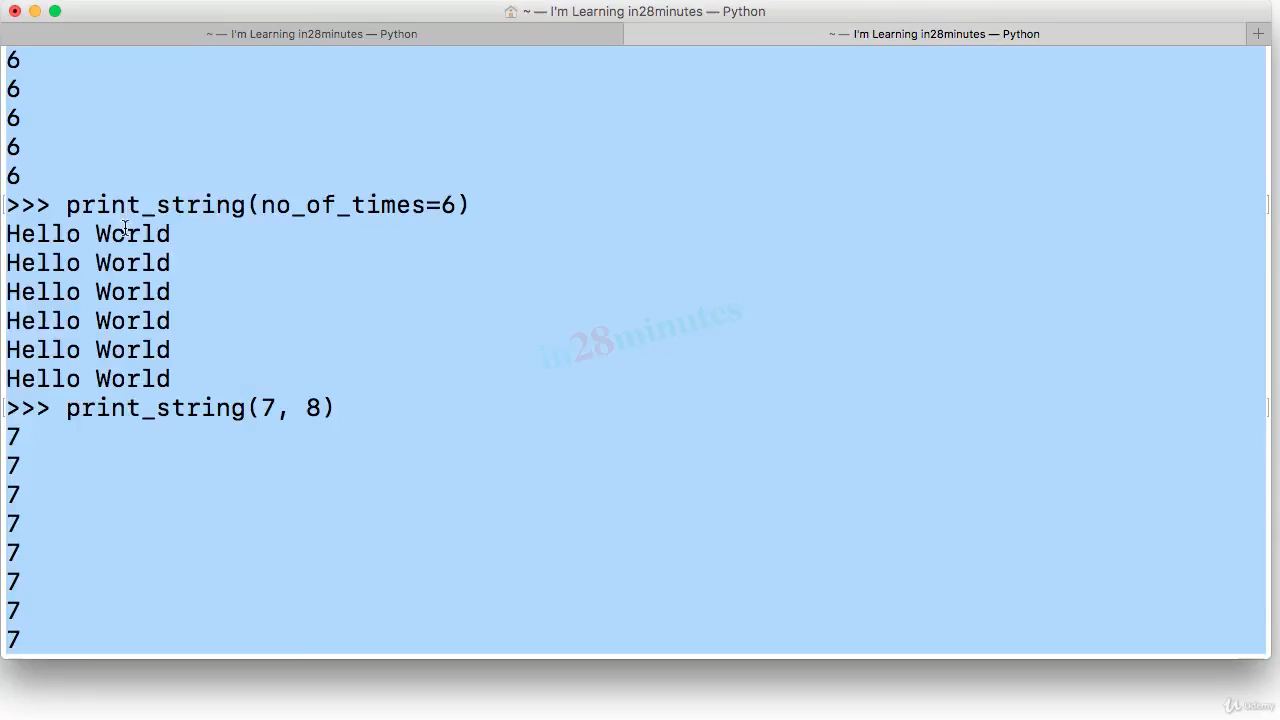 ~ — I'm Learning in28minutes — Python
~ — I'm Learning in28minutes — Python
~ — I'm Learning in28minutes — Python
+
6
6
6
6
6
>>> print_string(no_of_times=6)
Hello World
Hello World
Hello World
Hello World
Hello World
Hello World
>>> print_string(7, 8)
7
7
7
7
7
7
7
7
in28minutes
Udemy